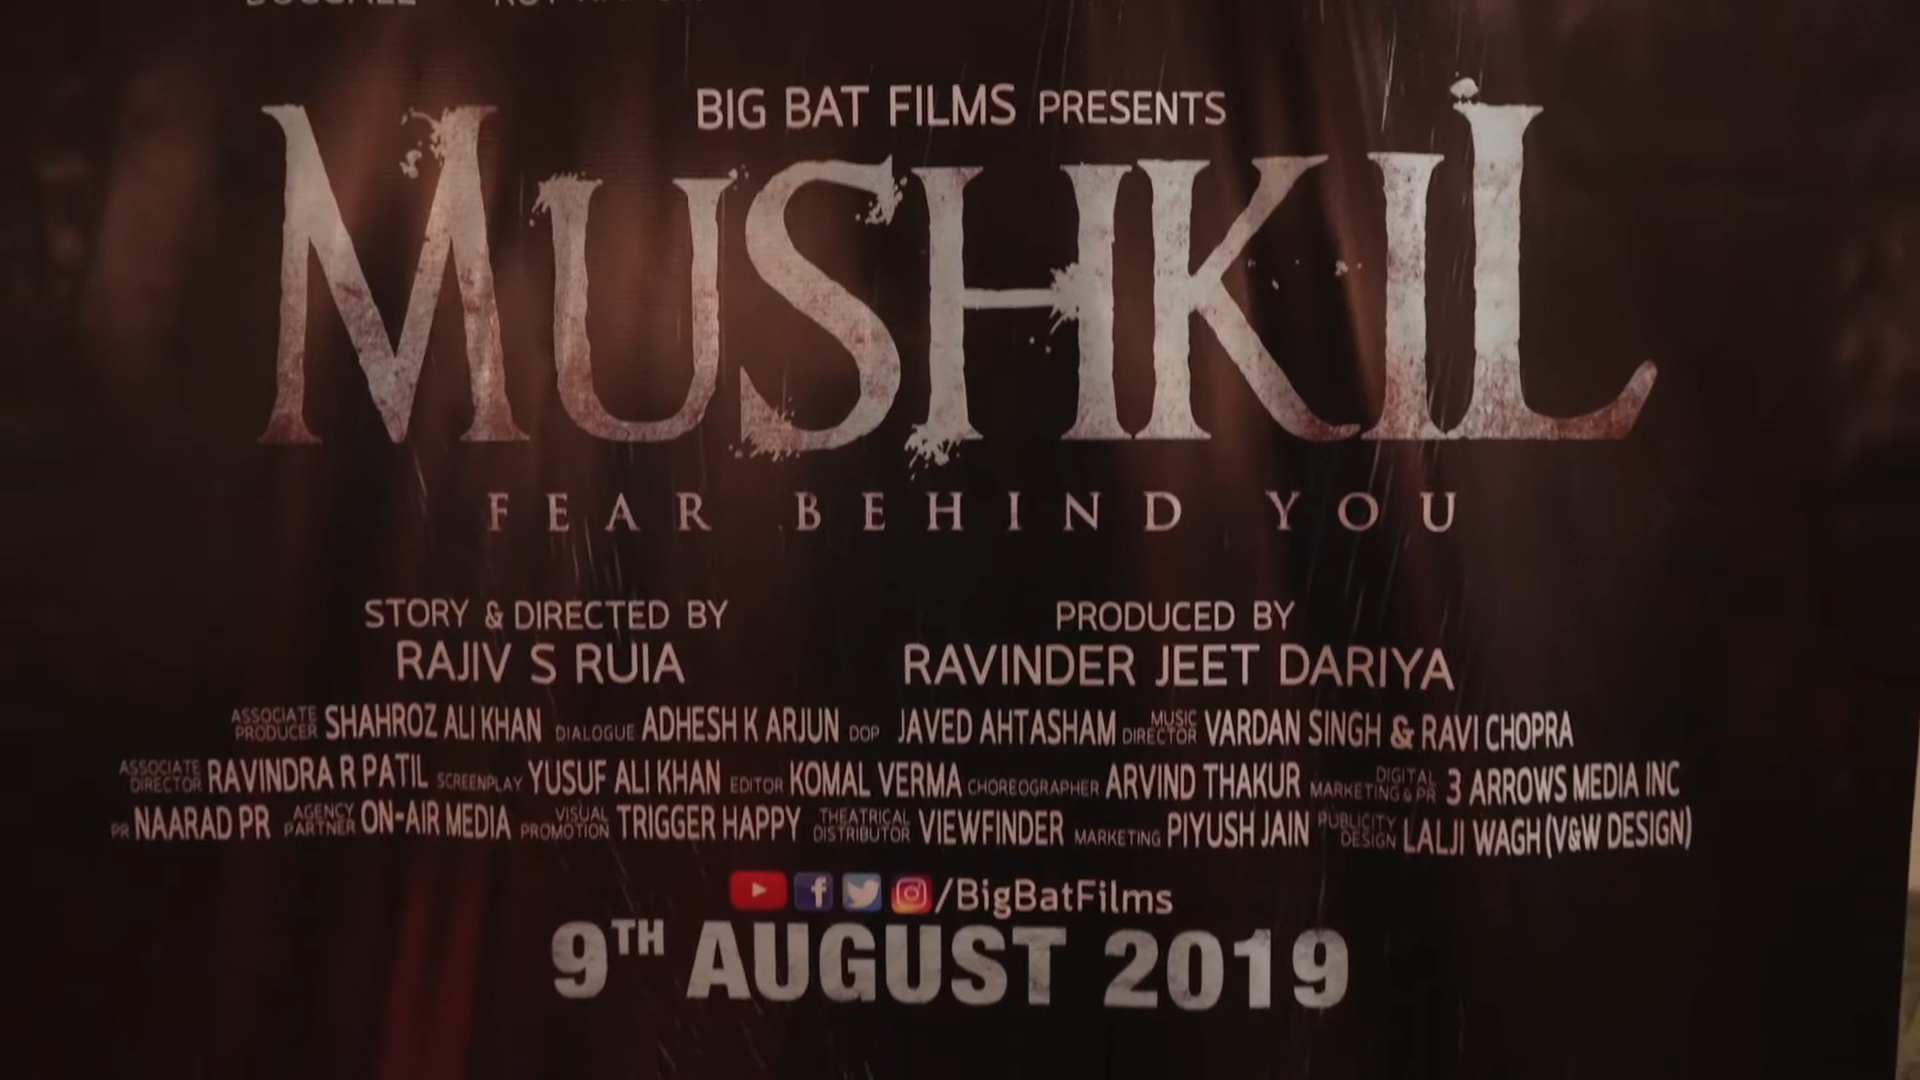 BIG BAT FILMS PRESENTS
MUSHKIL
FEAR BEHIND YOU
STORY & DIRECTED BY
RAJIV S RUIA
PRODUCED BY
RAVINDER JEET DARIYA
ASSOCIATE PRODUCER SHAHROZ ALI KHAN DIALOGUE ADHESH K ARJUN DOP JAVED AHTASHAM MUSIC DIRECTOR VARDAN SINGH & RAVI CHOPRA
ASSOCIATE DIRECTOR RAVINDRA R PATIL SCREENPLAY YUSUF ALI KHAN EDITOR KOMAL VERMA CHOREOGRAPHER ARVIND THAKUR DIGITAL MARKETING & PR 3 ARROWS MEDIA INC
PR NAARAD PR AGENCY PARTNER ON-AIR MEDIA VISUAL PROMOTION TRIGGER HAPPY THEATRICAL DISTRIBUTOR VIEWFINDER MARKETING PIYUSH JAIN PUBLICITY DESIGN LALJI WAGH (V&W DESIGN)
/BigBatFilms
9TH AUGUST 2019